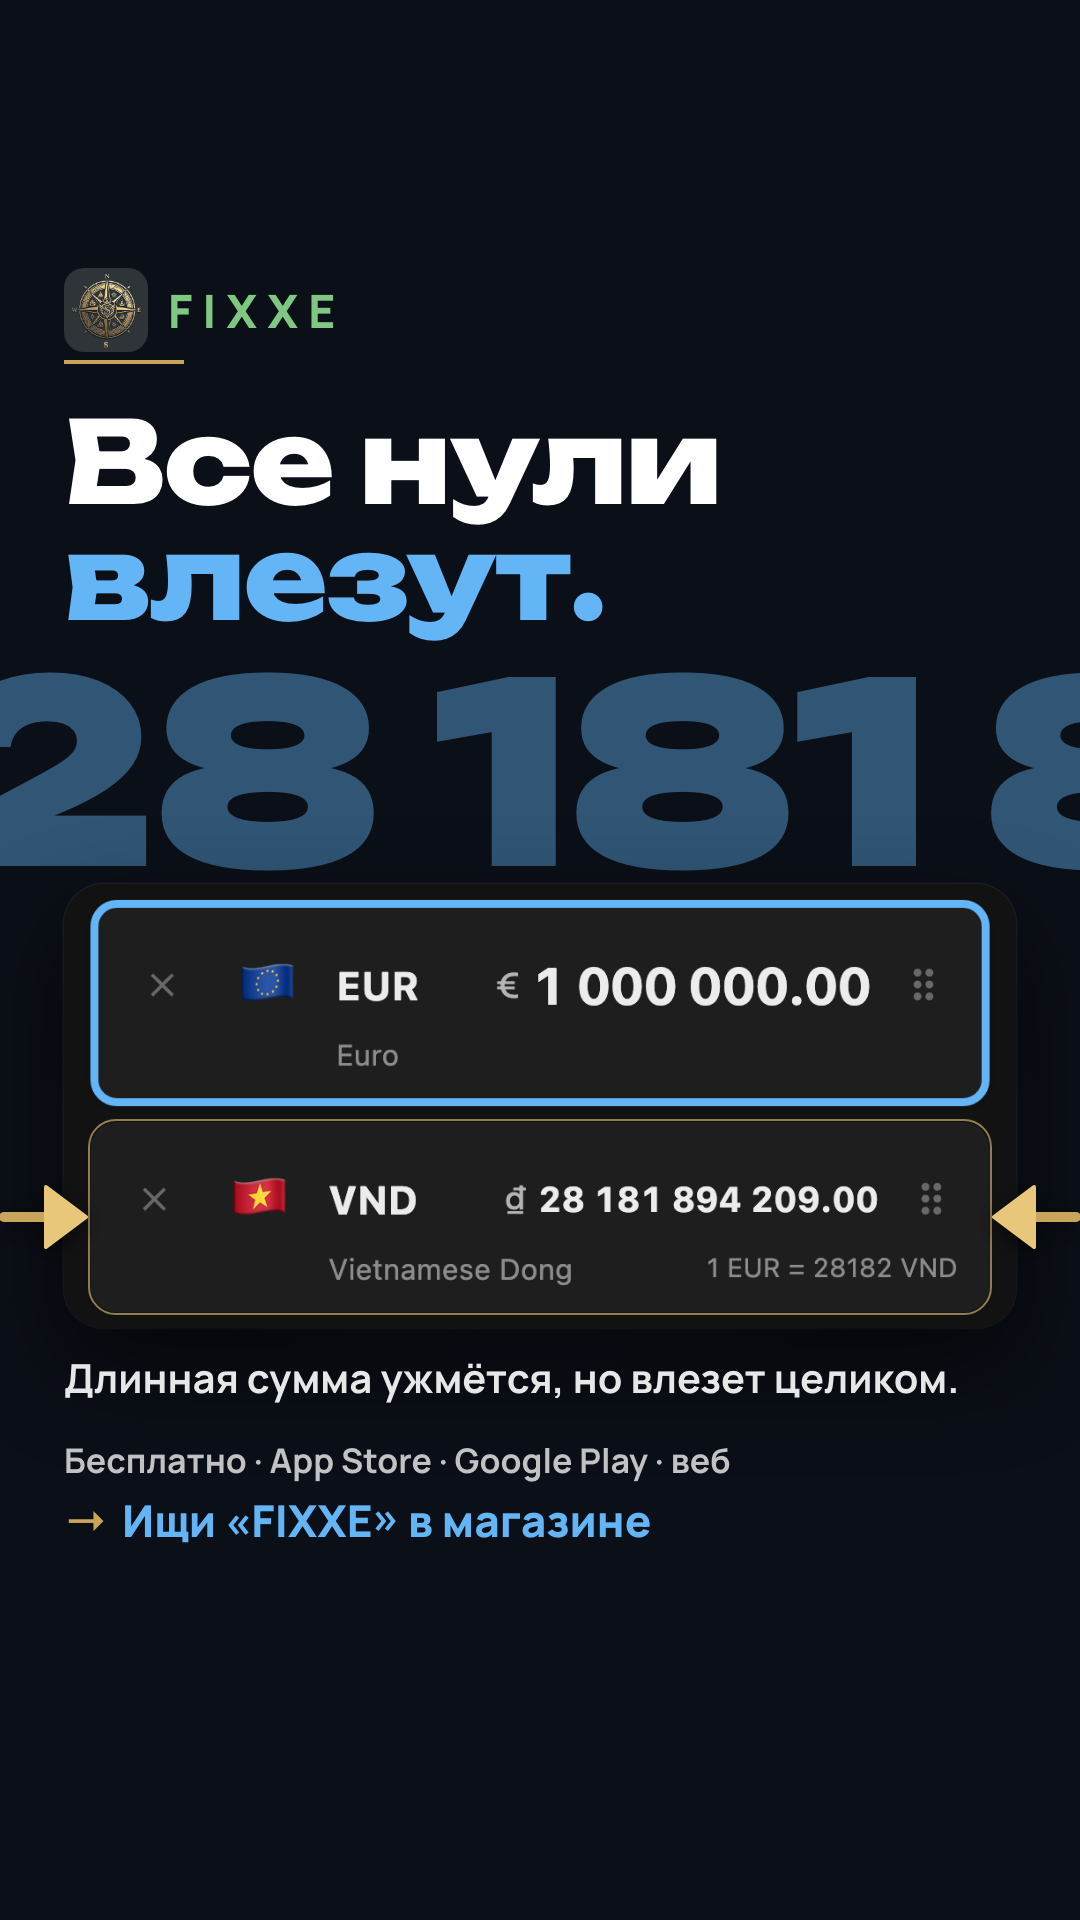 FIXXE
Все нули
влезут.
28 181 8
EUR € 1 000 000.00
Euro
VND ₫ 28 181 894 209.00
Vietnamese Dong 1 EUR = 28182 VND
Длинная сумма ужмётся, но влезет целиком.
Бесплатно · App Store · Google Play · веб
→ Ищи «FIXXE» в магазине